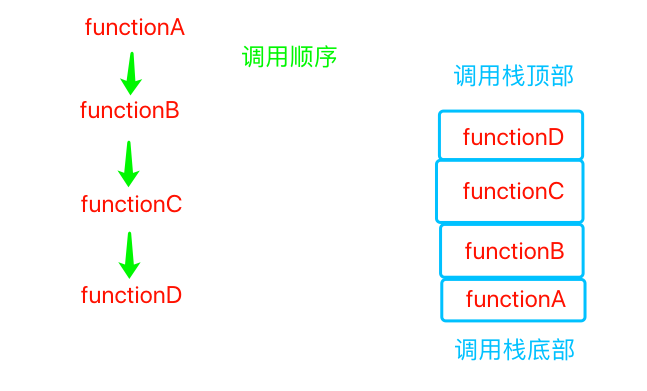 functionA
调用顺序
functionB
functionC
functionD
调用栈顶部
functionD
functionC
functionB
functionA
调用栈底部